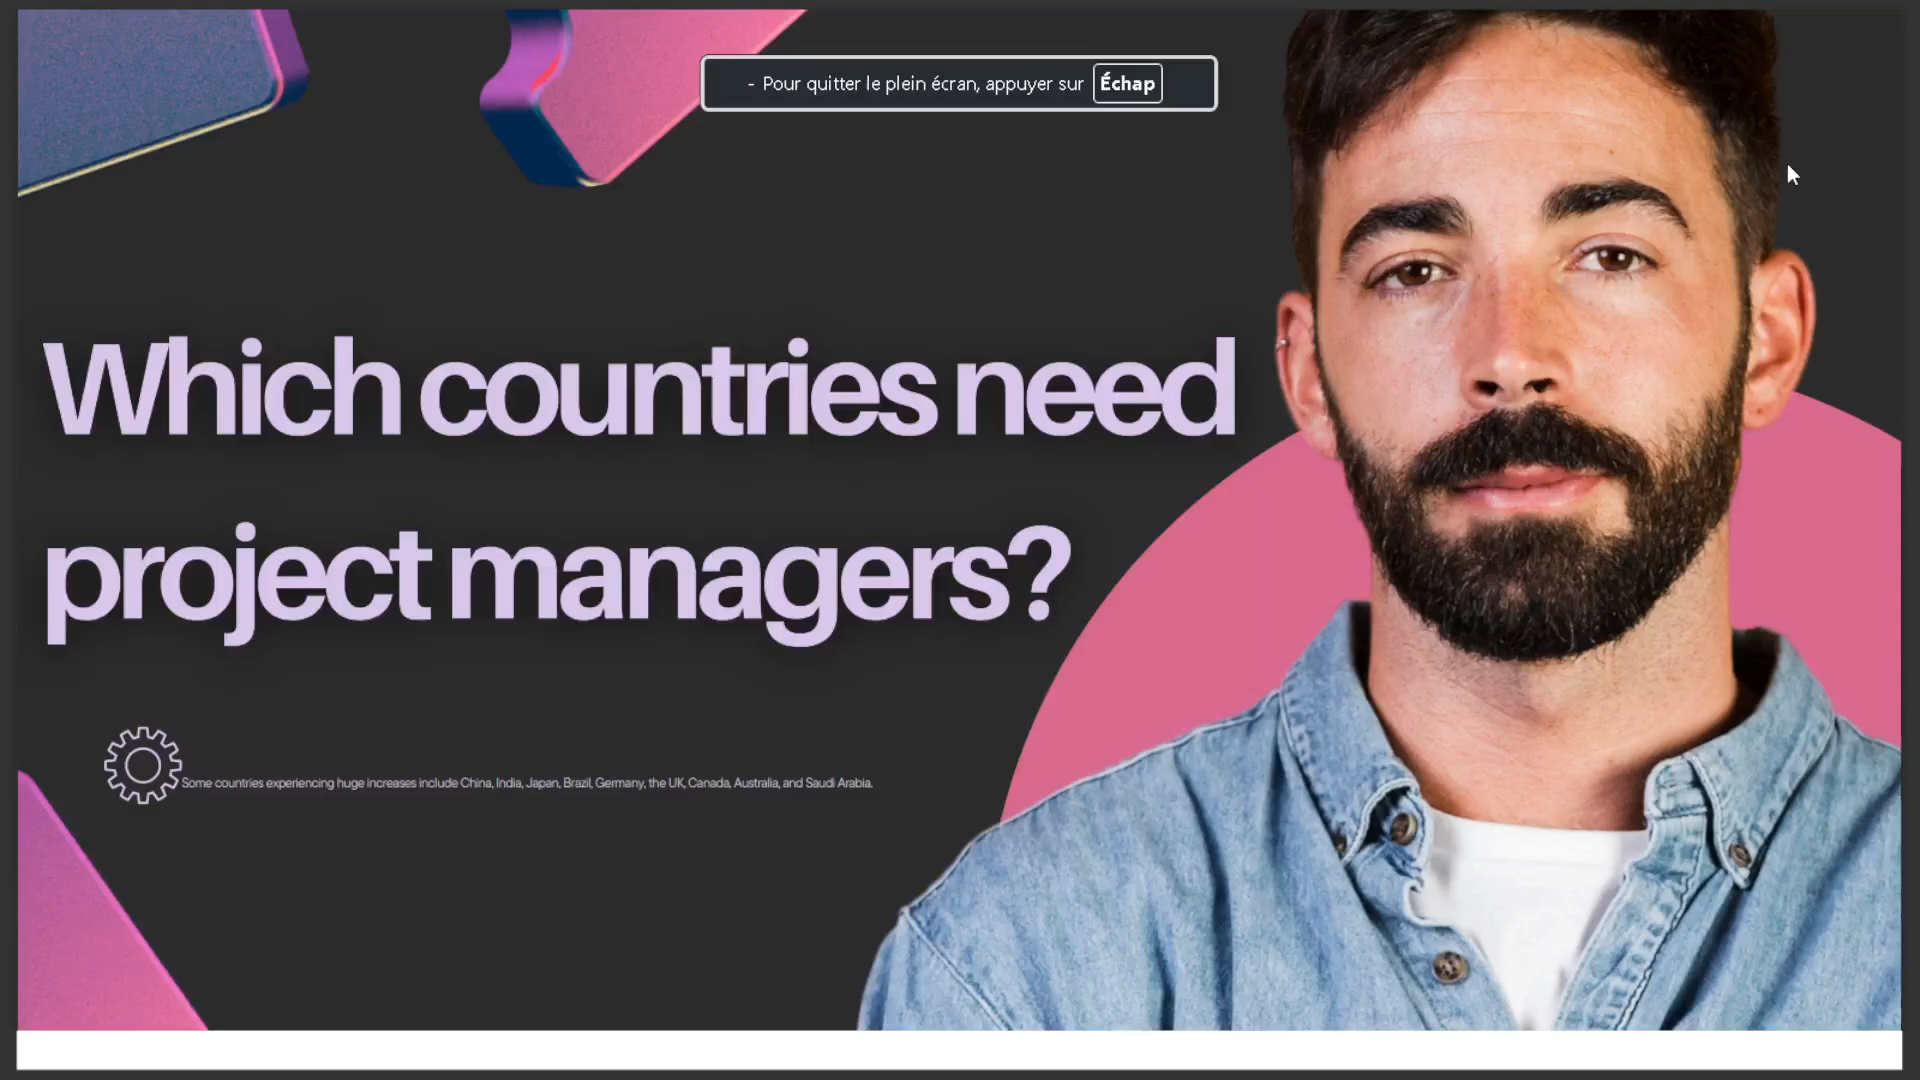 - Pour quitter le plein écran, appuyer sur Échap
Which countries need
project managers?
Some countries experiencing huge increases include China, India, Japan, Brazil, Germany, the UK, Canada, Australia, and Saudi Arabia.